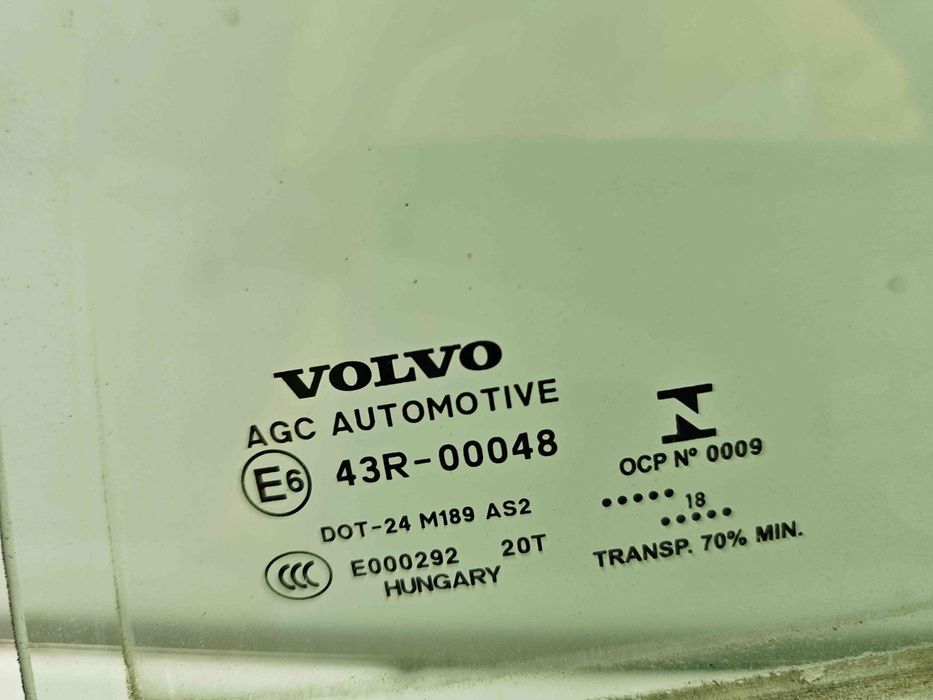 VOLVO
AGC AUTOMOTIVE
E6 43R-00048
DOT-24 M189 AS2
CCC E000292 20T
HUNGARY
OCP Nº 0009
••••• 18
•••••
TRANSP. 70% MIN.